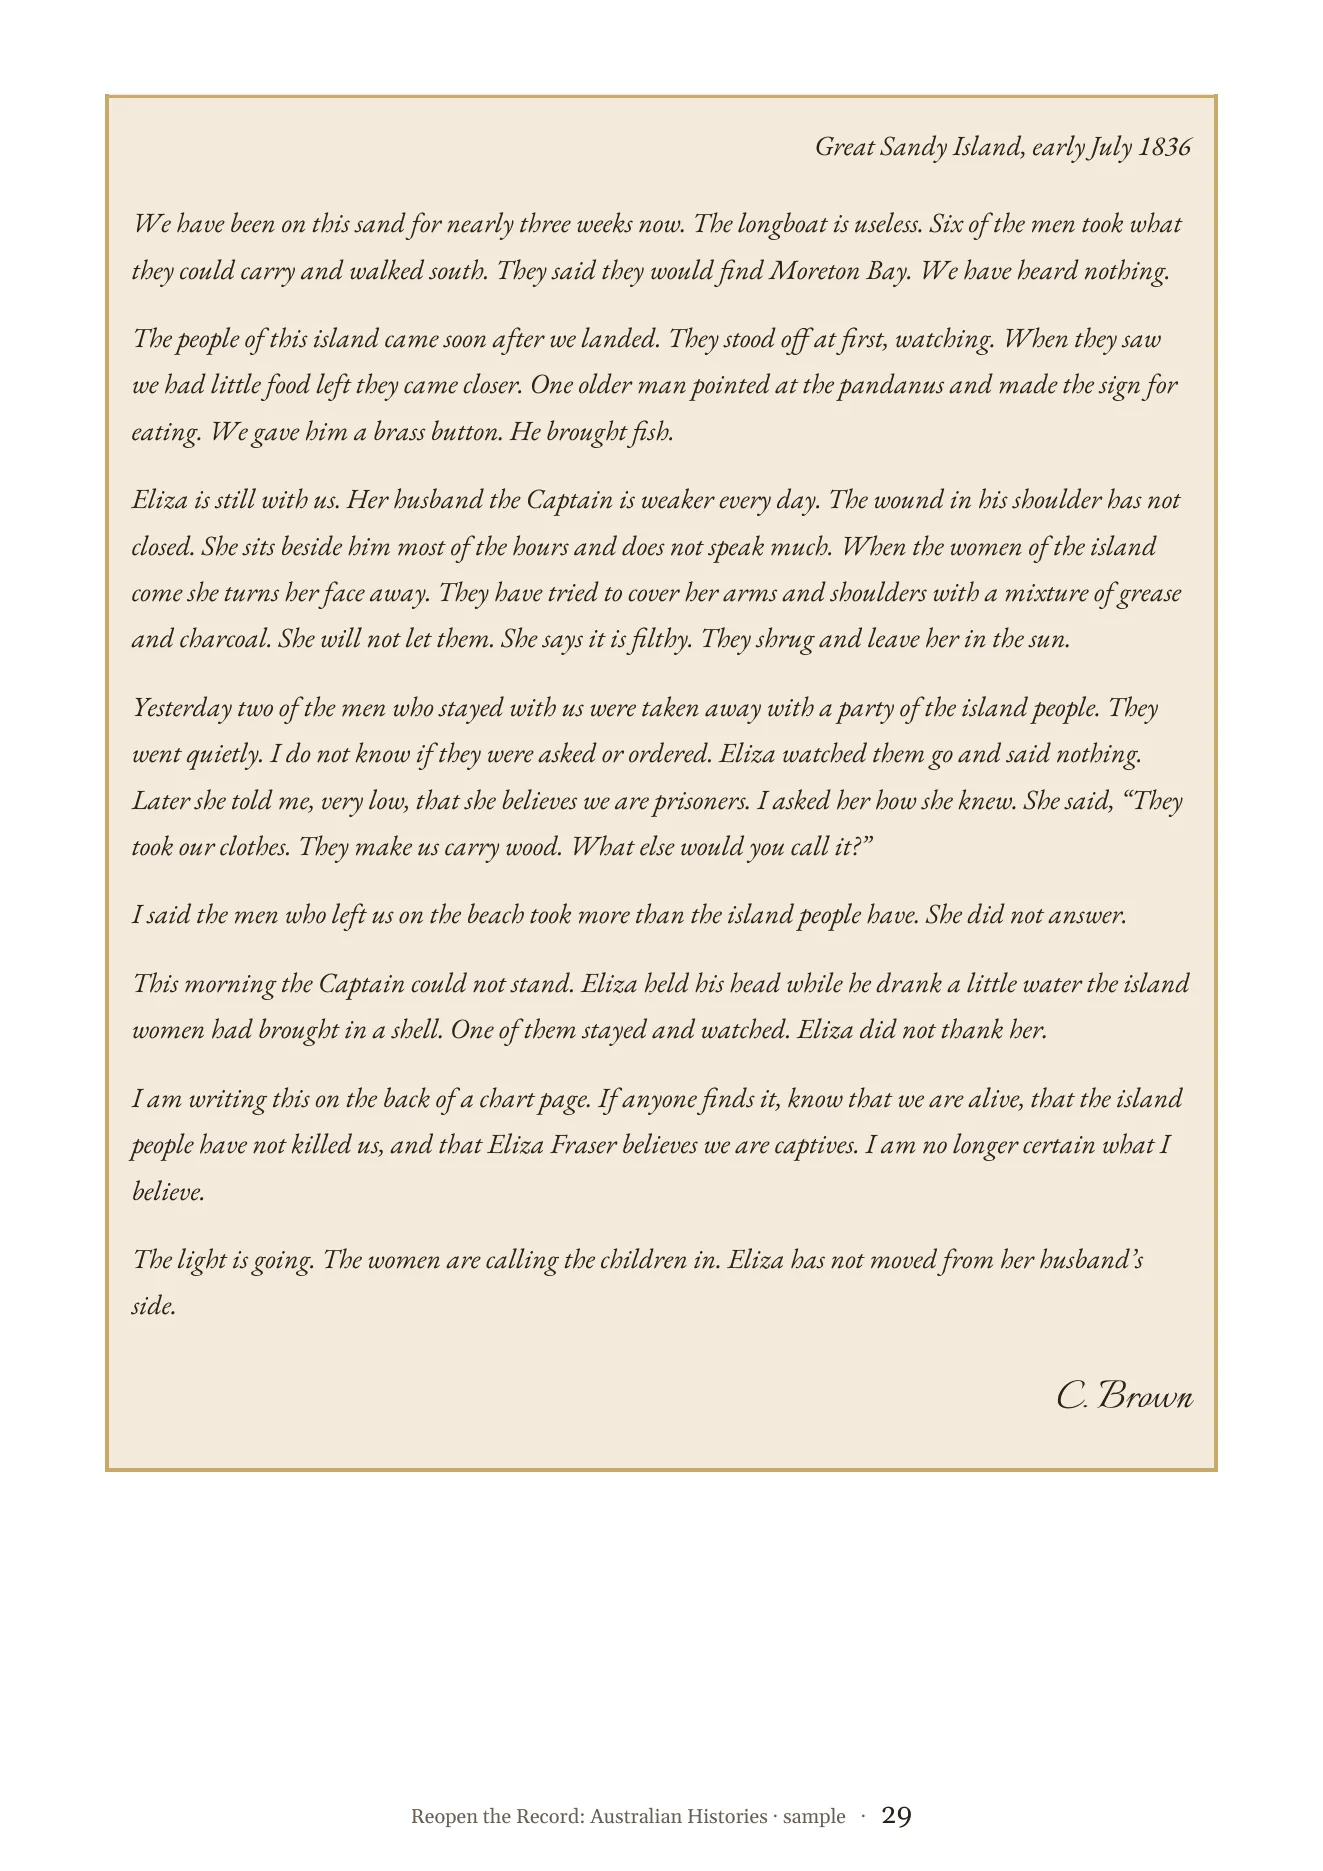 Great Sandy Island, early July 1836
We have been on this sand for nearly three weeks now. The longboat is useless. Six of the men took what
they could carry and walked south. They said they would find Moreton Bay. We have heard nothing.
The people of this island came soon after we landed. They stood off at first, watching. When they saw
we had little food left they came closer. One older man pointed at the pandanus and made the sign for
eating. We gave him a brass button. He brought fish.
Eliza is still with us. Her husband the Captain is weaker every day. The wound in his shoulder has not
closed. She sits beside him most of the hours and does not speak much. When the women of the island
come she turns her face away. They have tried to cover her arms and shoulders with a mixture of grease
and charcoal. She will not let them. She says it is filthy. They shrug and leave her in the sun.
Yesterday two of the men who stayed with us were taken away with a party of the island people. They
went quietly. I do not know if they were asked or ordered. Eliza watched them go and said nothing.
Later she told me, very low, that she believes we are prisoners. I asked her how she knew. She said, “They
took our clothes. They make us carry wood. What else would you call it?”
I said the men who left us on the beach took more than the island people have. She did not answer.
This morning the Captain could not stand. Eliza held his head while he drank a little water the island
women had brought in a shell. One of them stayed and watched. Eliza did not thank her.
I am writing this on the back of a chart page. If anyone finds it, know that we are alive, that the island
people have not killed us, and that Eliza Fraser believes we are captives. I am no longer certain what I
believe.
The light is going. The women are calling the children in. Eliza has not moved from her husband’s
side.
C. Brown
Reopen the Record: Australian Histories · sample · 29